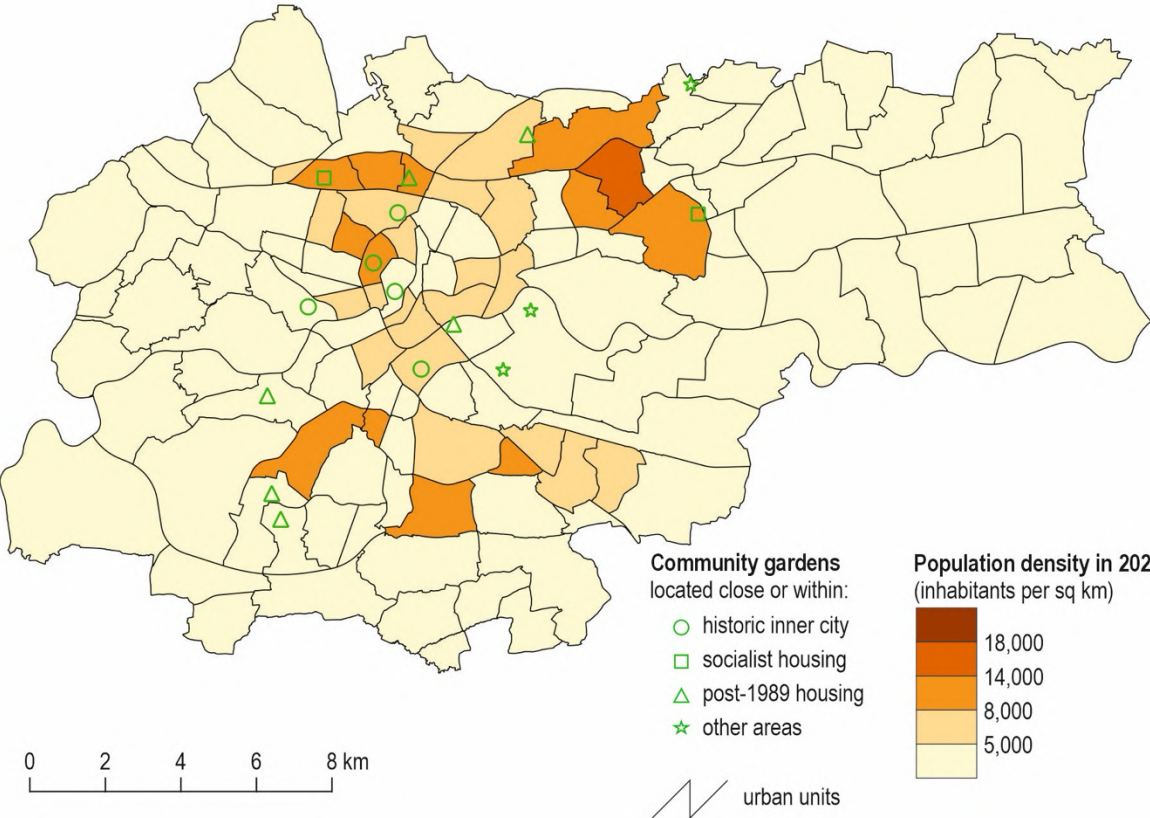 Community gardens
located close or within:
historic inner city
socialist housing
post-1989 housing
other areas
urban units
Population density in 202
(inhabitants per sq km)
18,000
14,000
8,000
5,000
0 2 4 6 8 km